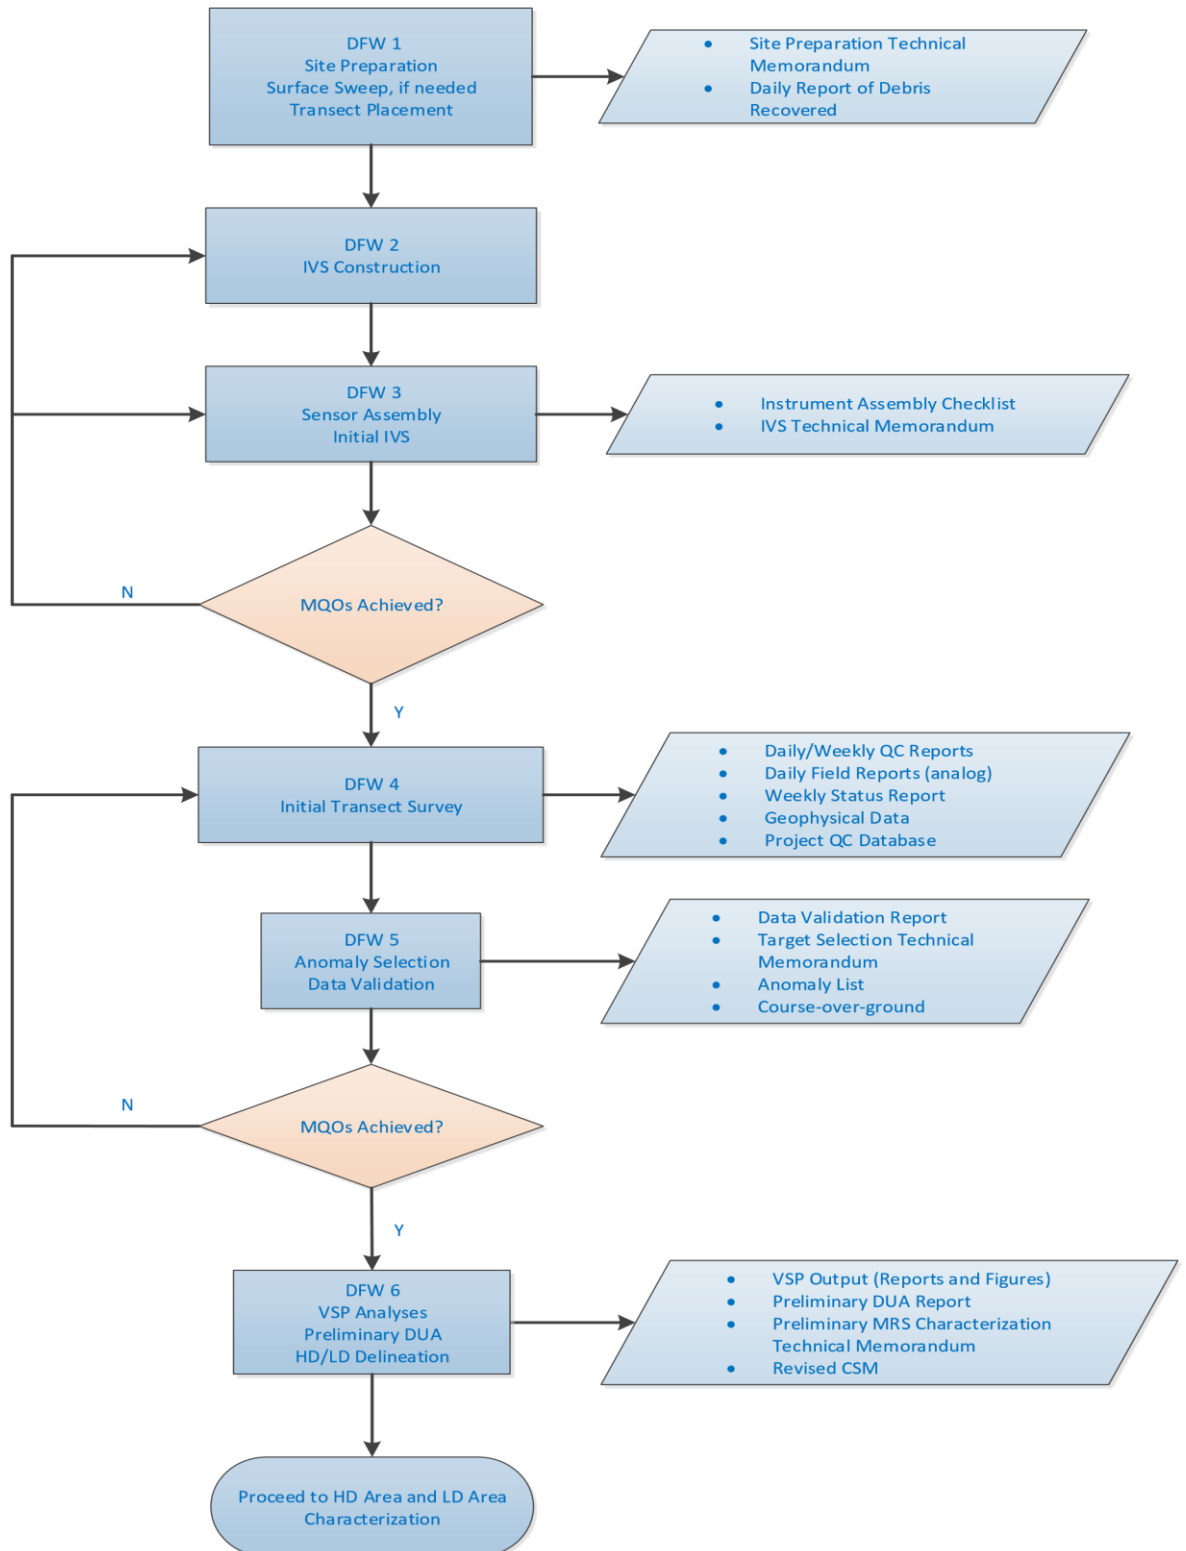 DFW 1
Site Preparation
Surface Sweep, if needed
Transect Placement
• Site Preparation Technical
Memorandum
• Daily Report of Debris
Recovered
DFW 2
IVS Construction
DFW 3
Sensor Assembly
Initial IVS
• Instrument Assembly Checklist
• IVS Technical Memorandum
N
MQOs Achieved?
Y
DFW 4
Initial Transect Survey
• Daily/Weekly QC Reports
• Daily Field Reports (analog)
• Weekly Status Report
• Geophysical Data
• Project QC Database
DFW 5
Anomaly Selection
Data Validation
• Data Validation Report
• Target Selection Technical
Memorandum
• Anomaly List
• Course-over-ground
N
MQOs Achieved?
Y
DFW 6
VSP Analyses
Preliminary DUA
HD/LD Delineation
• VSP Output (Reports and Figures)
• Preliminary DUA Report
• Preliminary MRS Characterization
Technical Memorandum
• Revised CSM
Proceed to HD Area and LD Area
Characterization